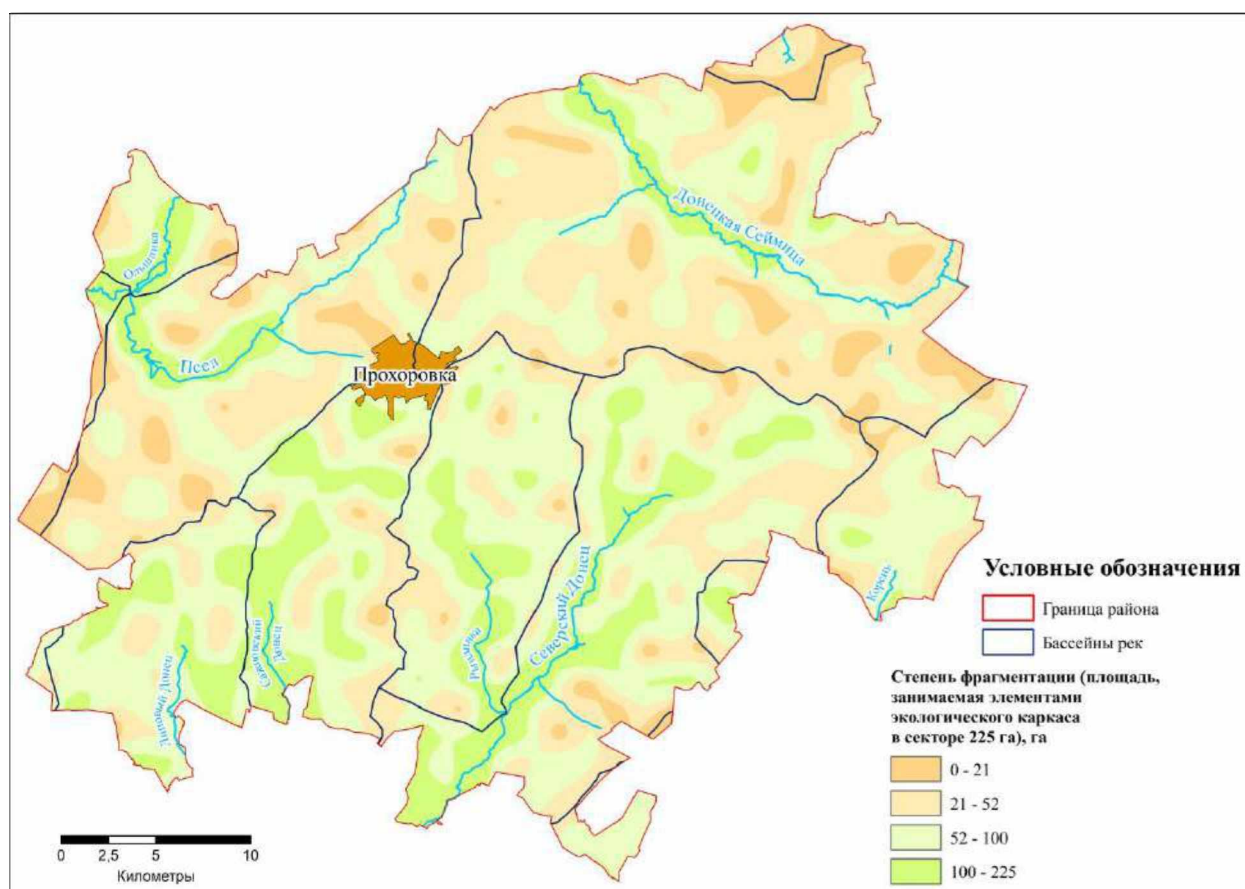 Донецкая Сеймица
Ольшанка
Псел
Прохоровка
Северский Донец
Корень
Липовый Донец
Сажновский
Донец
Условные обозначения
Граница района
Бассейны рек
Степень фрагментации (площадь,
занимаемая элементами
экологического каркаса
в секторе 225 га), га
0 - 21
21 - 52
52 - 100
100 - 225
0 2,5 5 10
Километры